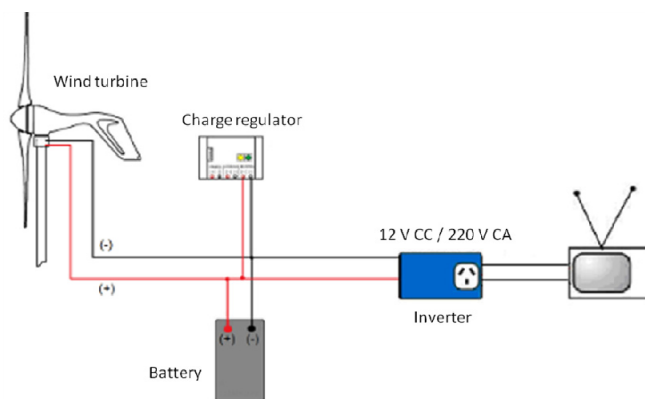 Wind turbine
Charge regulator
(-)
12 V CC / 220 V CA
(+)
Inverter
(+) (-)
Battery